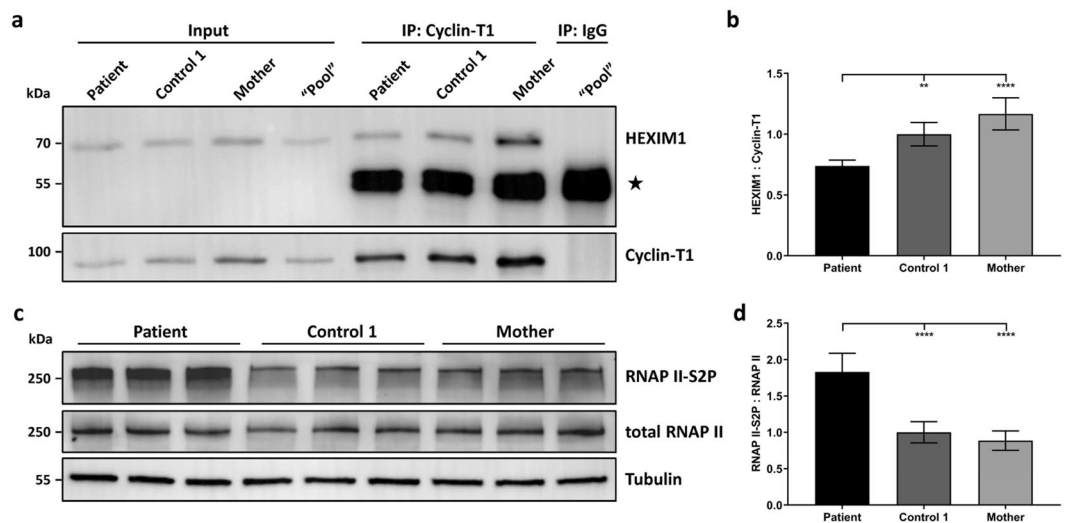 a
Input
IP: Cyclin-T1
IP: IgG
kDa
Patient
Control 1
Mother
“Pool”
Patient
Control 1
Mother
“Pool”
70
55
HEXIM1
★
100
Cyclin-T1
b
HEXIM1 : Cyclin-T1
1.5
1.0
0.5
0.0
**
****
Patient
Control 1
Mother
c
kDa
Patient
Control 1
Mother
250
RNAP II-S2P
250
total RNAP II
55
Tubulin
d
RNAP II-S2P : RNAP II
2.5
2.0
1.5
1.0
0.5
0.0
****
****
Patient
Control 1
Mother